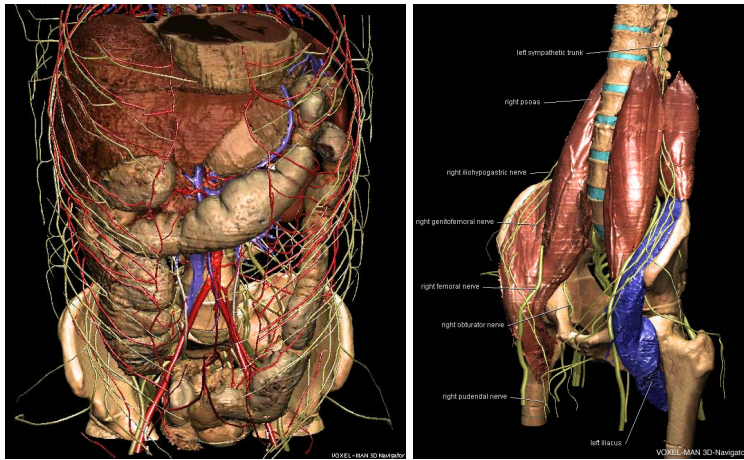 left sympathetic trunk
right psoas
right iliohypogastric nerve
right genitofemoral nerve
right femoral nerve
right obturator nerve
right pudendal nerve
left iliacus
VOXEL-MAN 3D-Navigator
VOXEL-MAN 3D-Navigator